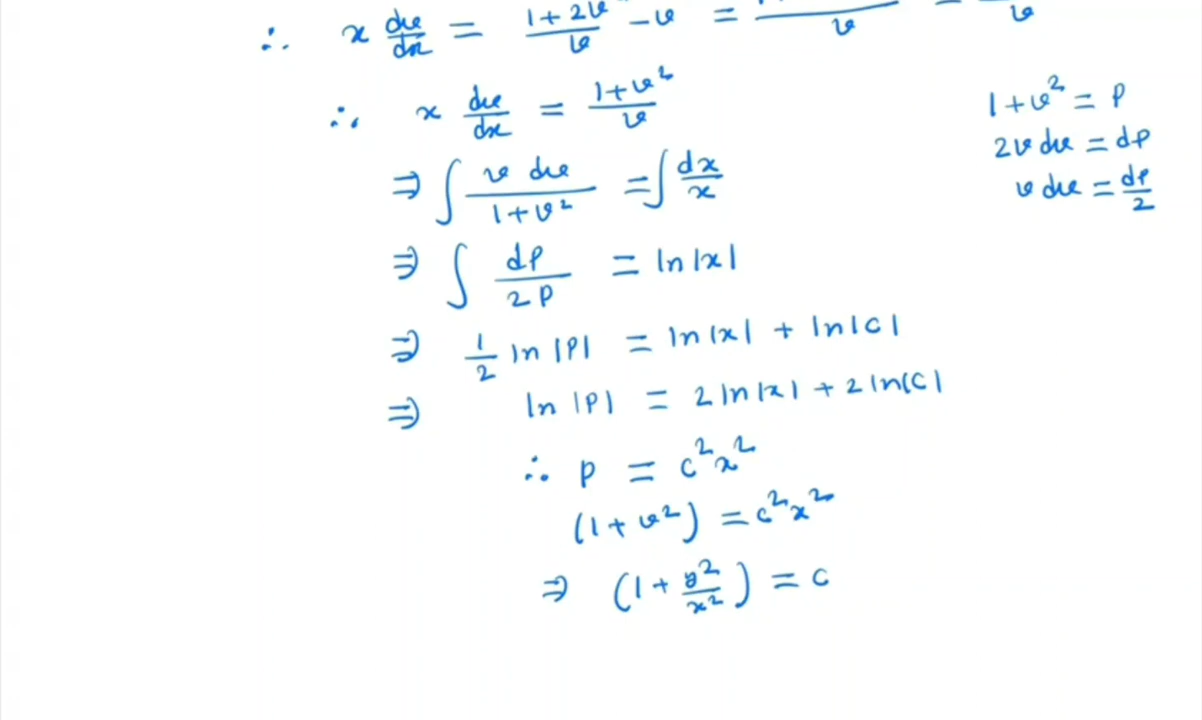 ∴ x dv/dx = 1+2v²/v - v =
∴ x dv/dx = 1+v²/v
1+v² = P
2v dv = dP
v dv = dP/2
⇒ ∫ v dv/1+v² = ∫ dx/x
⇒ ∫ dP/2P = ln|x|
⇒ 1/2 ln|P| = ln|x| + ln|c|
⇒ ln|P| = 2ln|x| + 2ln|c|
∴ P = c²x²
(1+v²) = c²x²
⇒ (1+y²/x²) = c